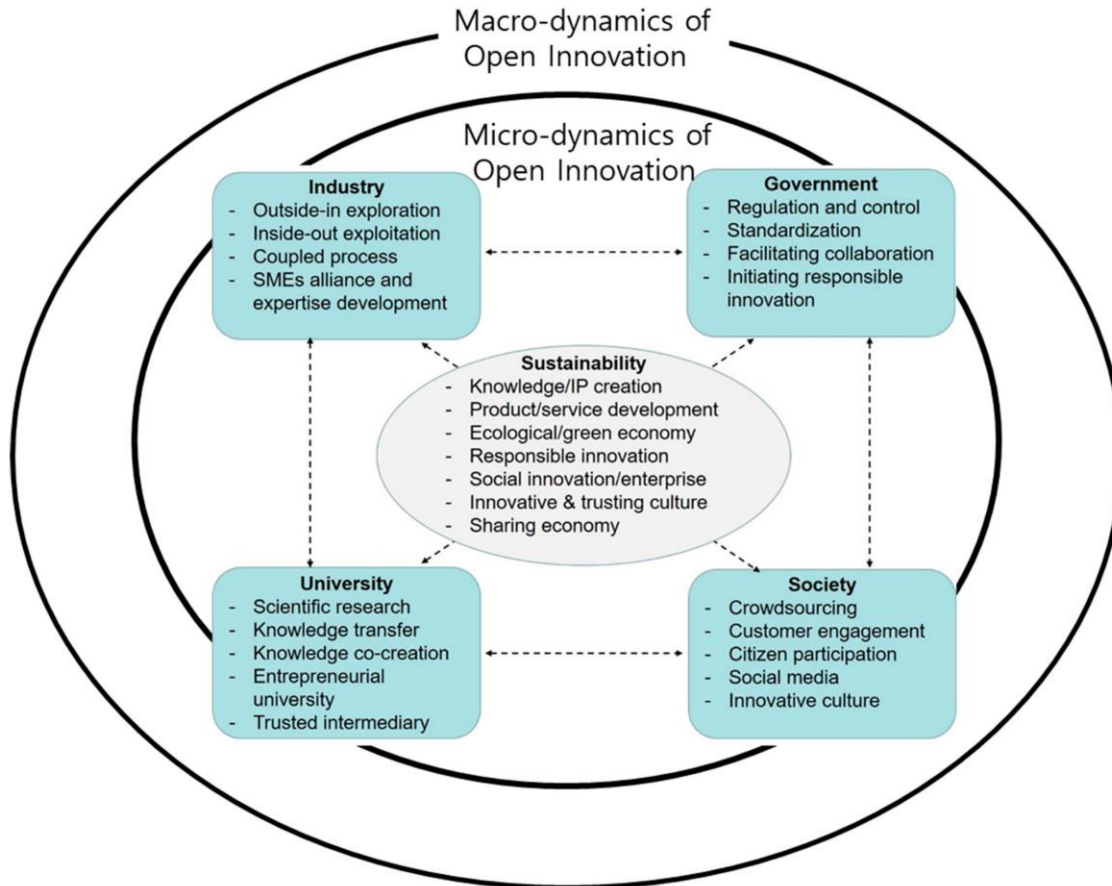 Macro-dynamics of
Open Innovation
Micro-dynamics of
Open Innovation
Industry
- Outside-in exploration
- Inside-out exploitation
- Coupled process
- SMEs alliance and
expertise development
Government
- Regulation and control
- Standardization
- Facilitating collaboration
- Initiating responsible
innovation
Sustainability
- Knowledge/IP creation
- Product/service development
- Ecological/green economy
- Responsible innovation
- Social innovation/enterprise
- Innovative & trusting culture
- Sharing economy
University
- Scientific research
- Knowledge transfer
- Knowledge co-creation
- Entrepreneurial
university
- Trusted intermediary
Society
- Crowdsourcing
- Customer engagement
- Citizen participation
- Social media
- Innovative culture